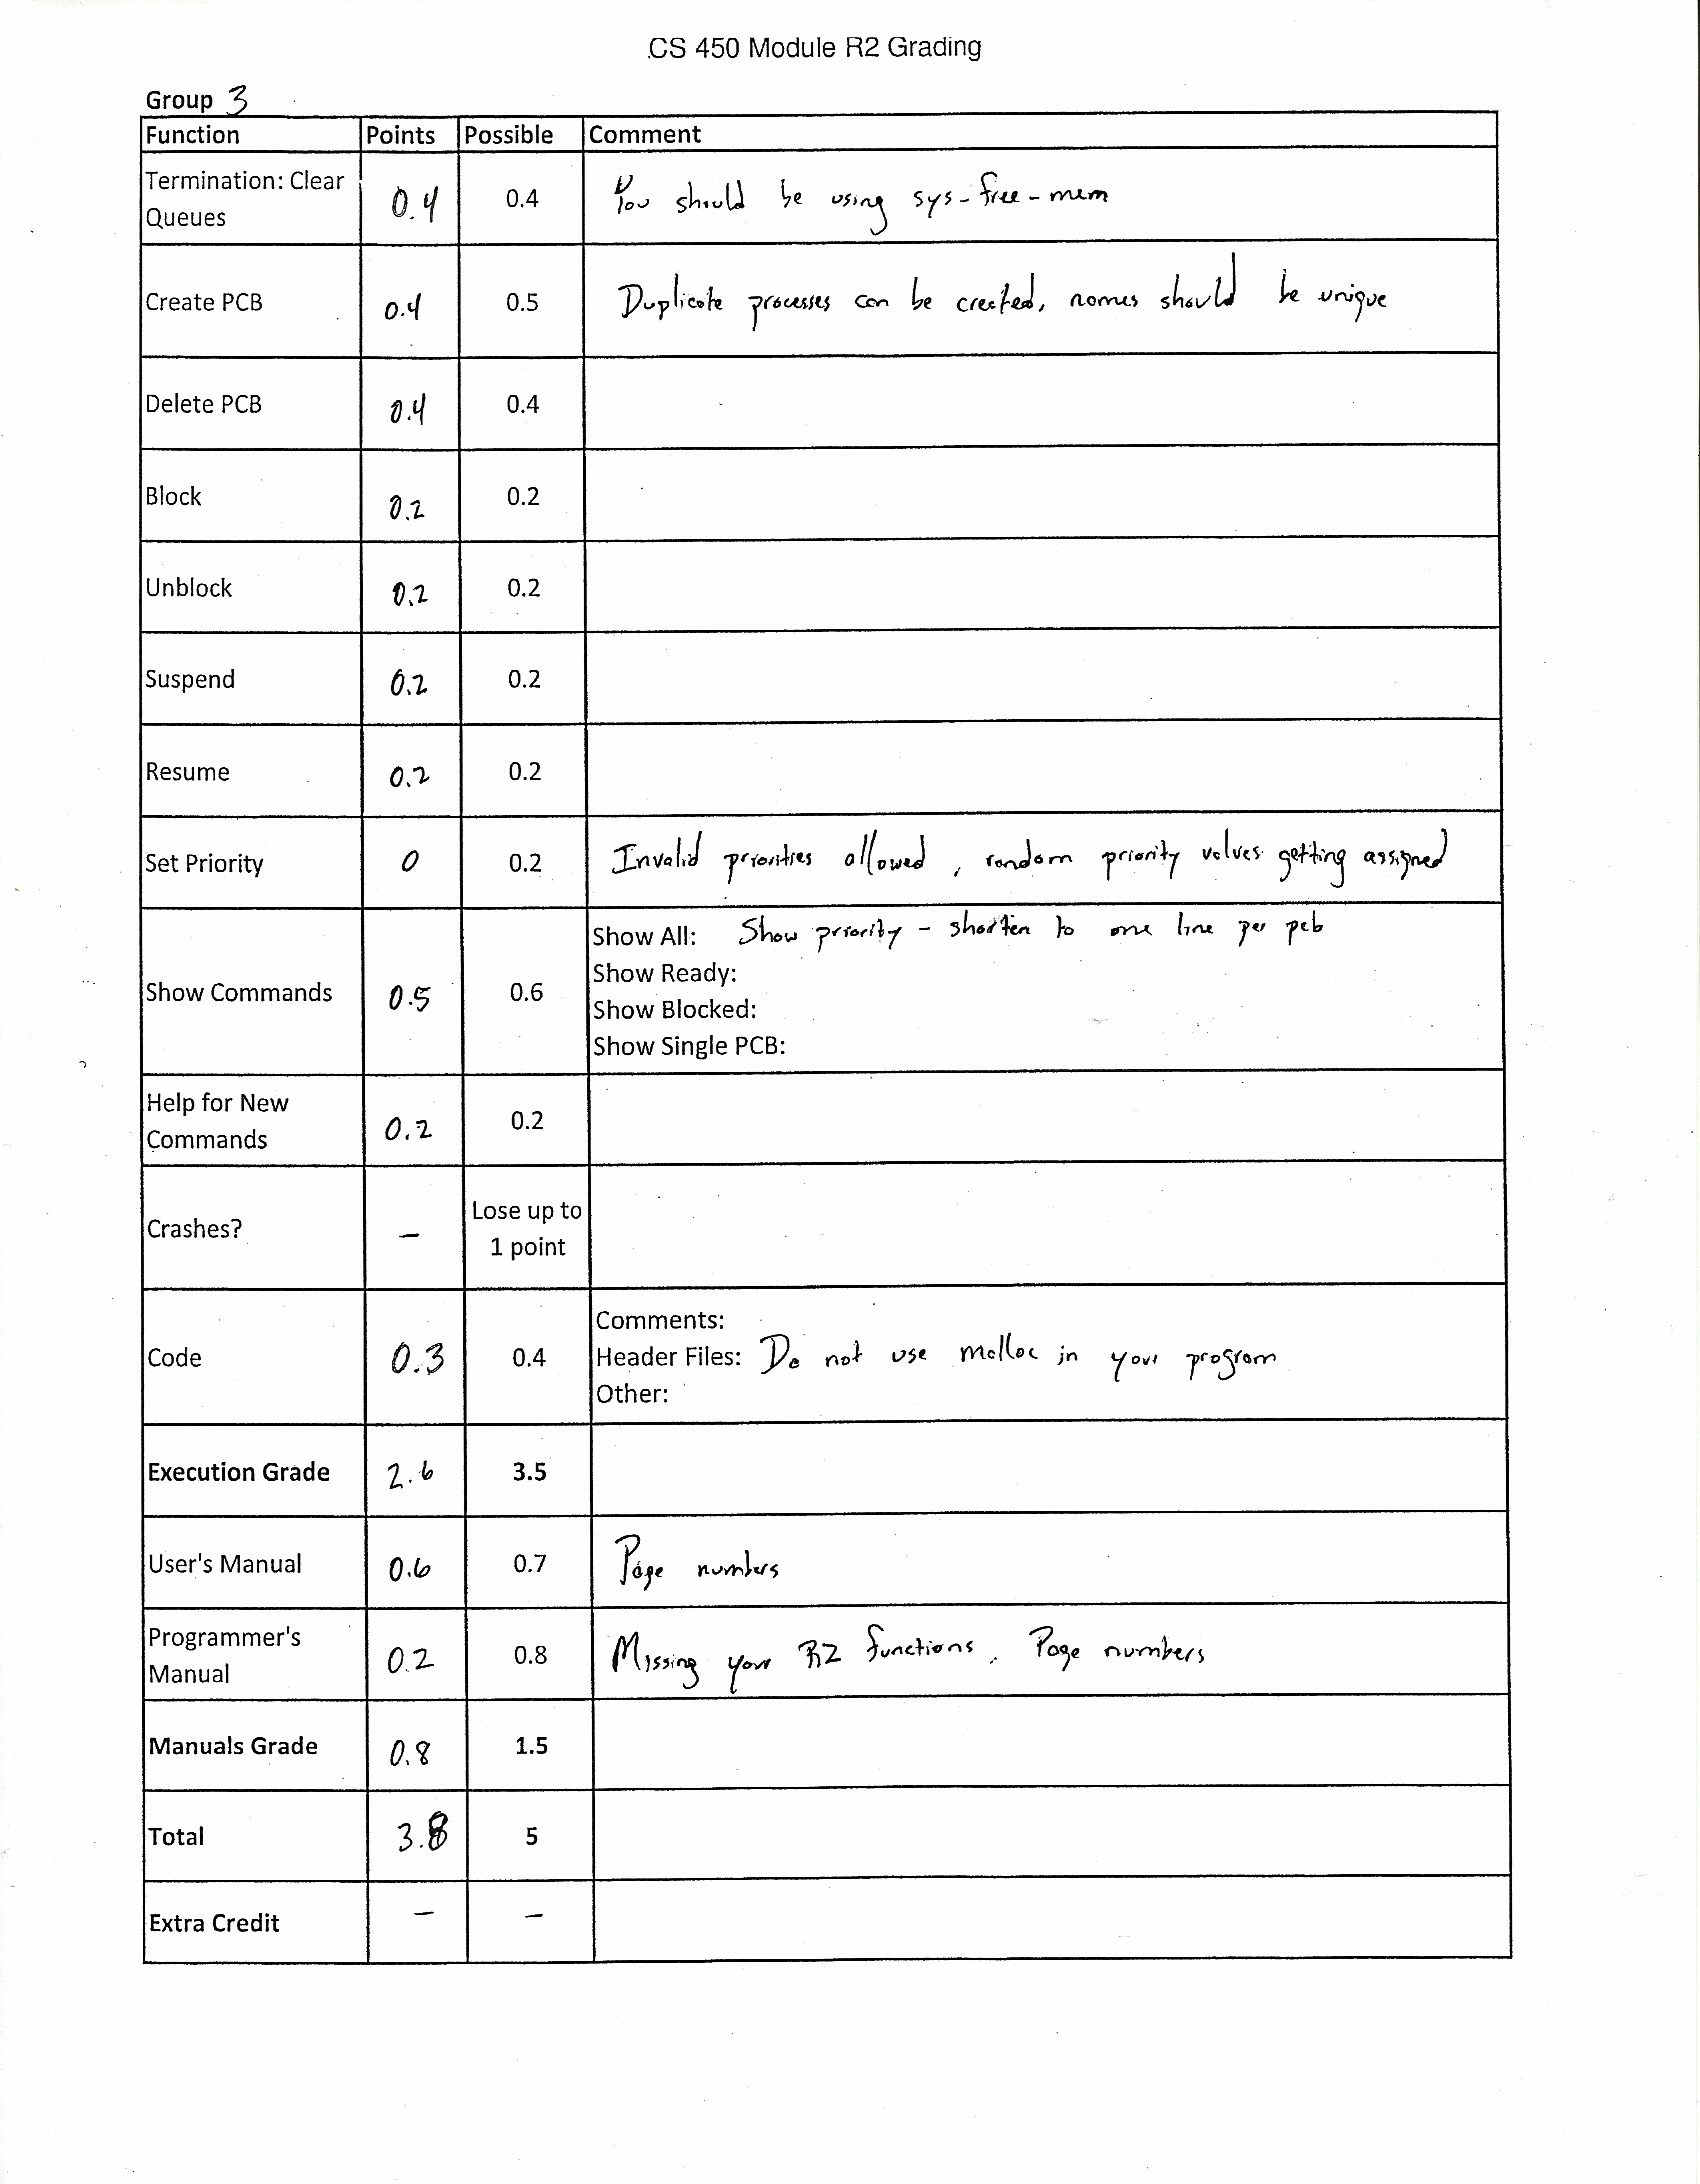 CS 450 Module R2 Grading
Group 3
Function Points Possible Comment
Termination: Clear Queues 0.4 0.4 You should be using sys-free-mem
Create PCB 0.4 0.5 Duplicate processes can be created, names should be unique
Delete PCB 0.4 0.4
Block 0.2 0.2
Unblock 0.2 0.2
Suspend 0.2 0.2
Resume 0.2 0.2
Set Priority 0 0.2 Invalid priorities allowed, random priority values getting assigned
Show Commands 0.5 0.6 Show All: Show priority - shorten to one line per pcb
Show Ready:
Show Blocked:
Show Single PCB:
Help for New Commands 0.2 0.2
Crashes? - Lose up to 1 point
Code 0.3 0.4 Comments:
Header Files: Do not use malloc in your program
Other:
Execution Grade 2.6 3.5
User's Manual 0.6 0.7 Page numbers
Programmer's Manual 0.2 0.8 Missing your R2 functions. Page numbers
Manuals Grade 0.8 1.5
Total 3.8 5
Extra Credit - -